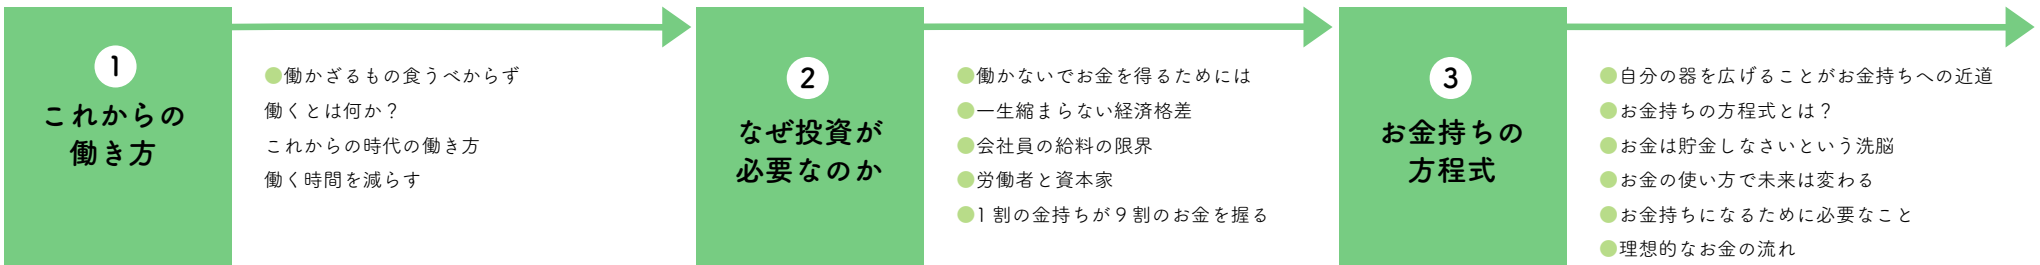 1
これからの
働き方
●働かざるもの食うべからず
働くとは何か？
これからの時代の働き方
働く時間を減らす
2
なぜ投資が
必要なのか
●働かないでお金を得るためには
●一生縮まらない経済格差
●会社員の給料の限界
●労働者と資本家
●1割の金持ちが9割のお金を握る
3
お金持ちの
方程式
●自分の器を広げることがお金持ちへの近道
●お金持ちの方程式とは？
●お金は貯金しなさいという洗脳
●お金の使い方で未来は変わる
●お金持ちになるために必要なこと
●理想的なお金の流れ